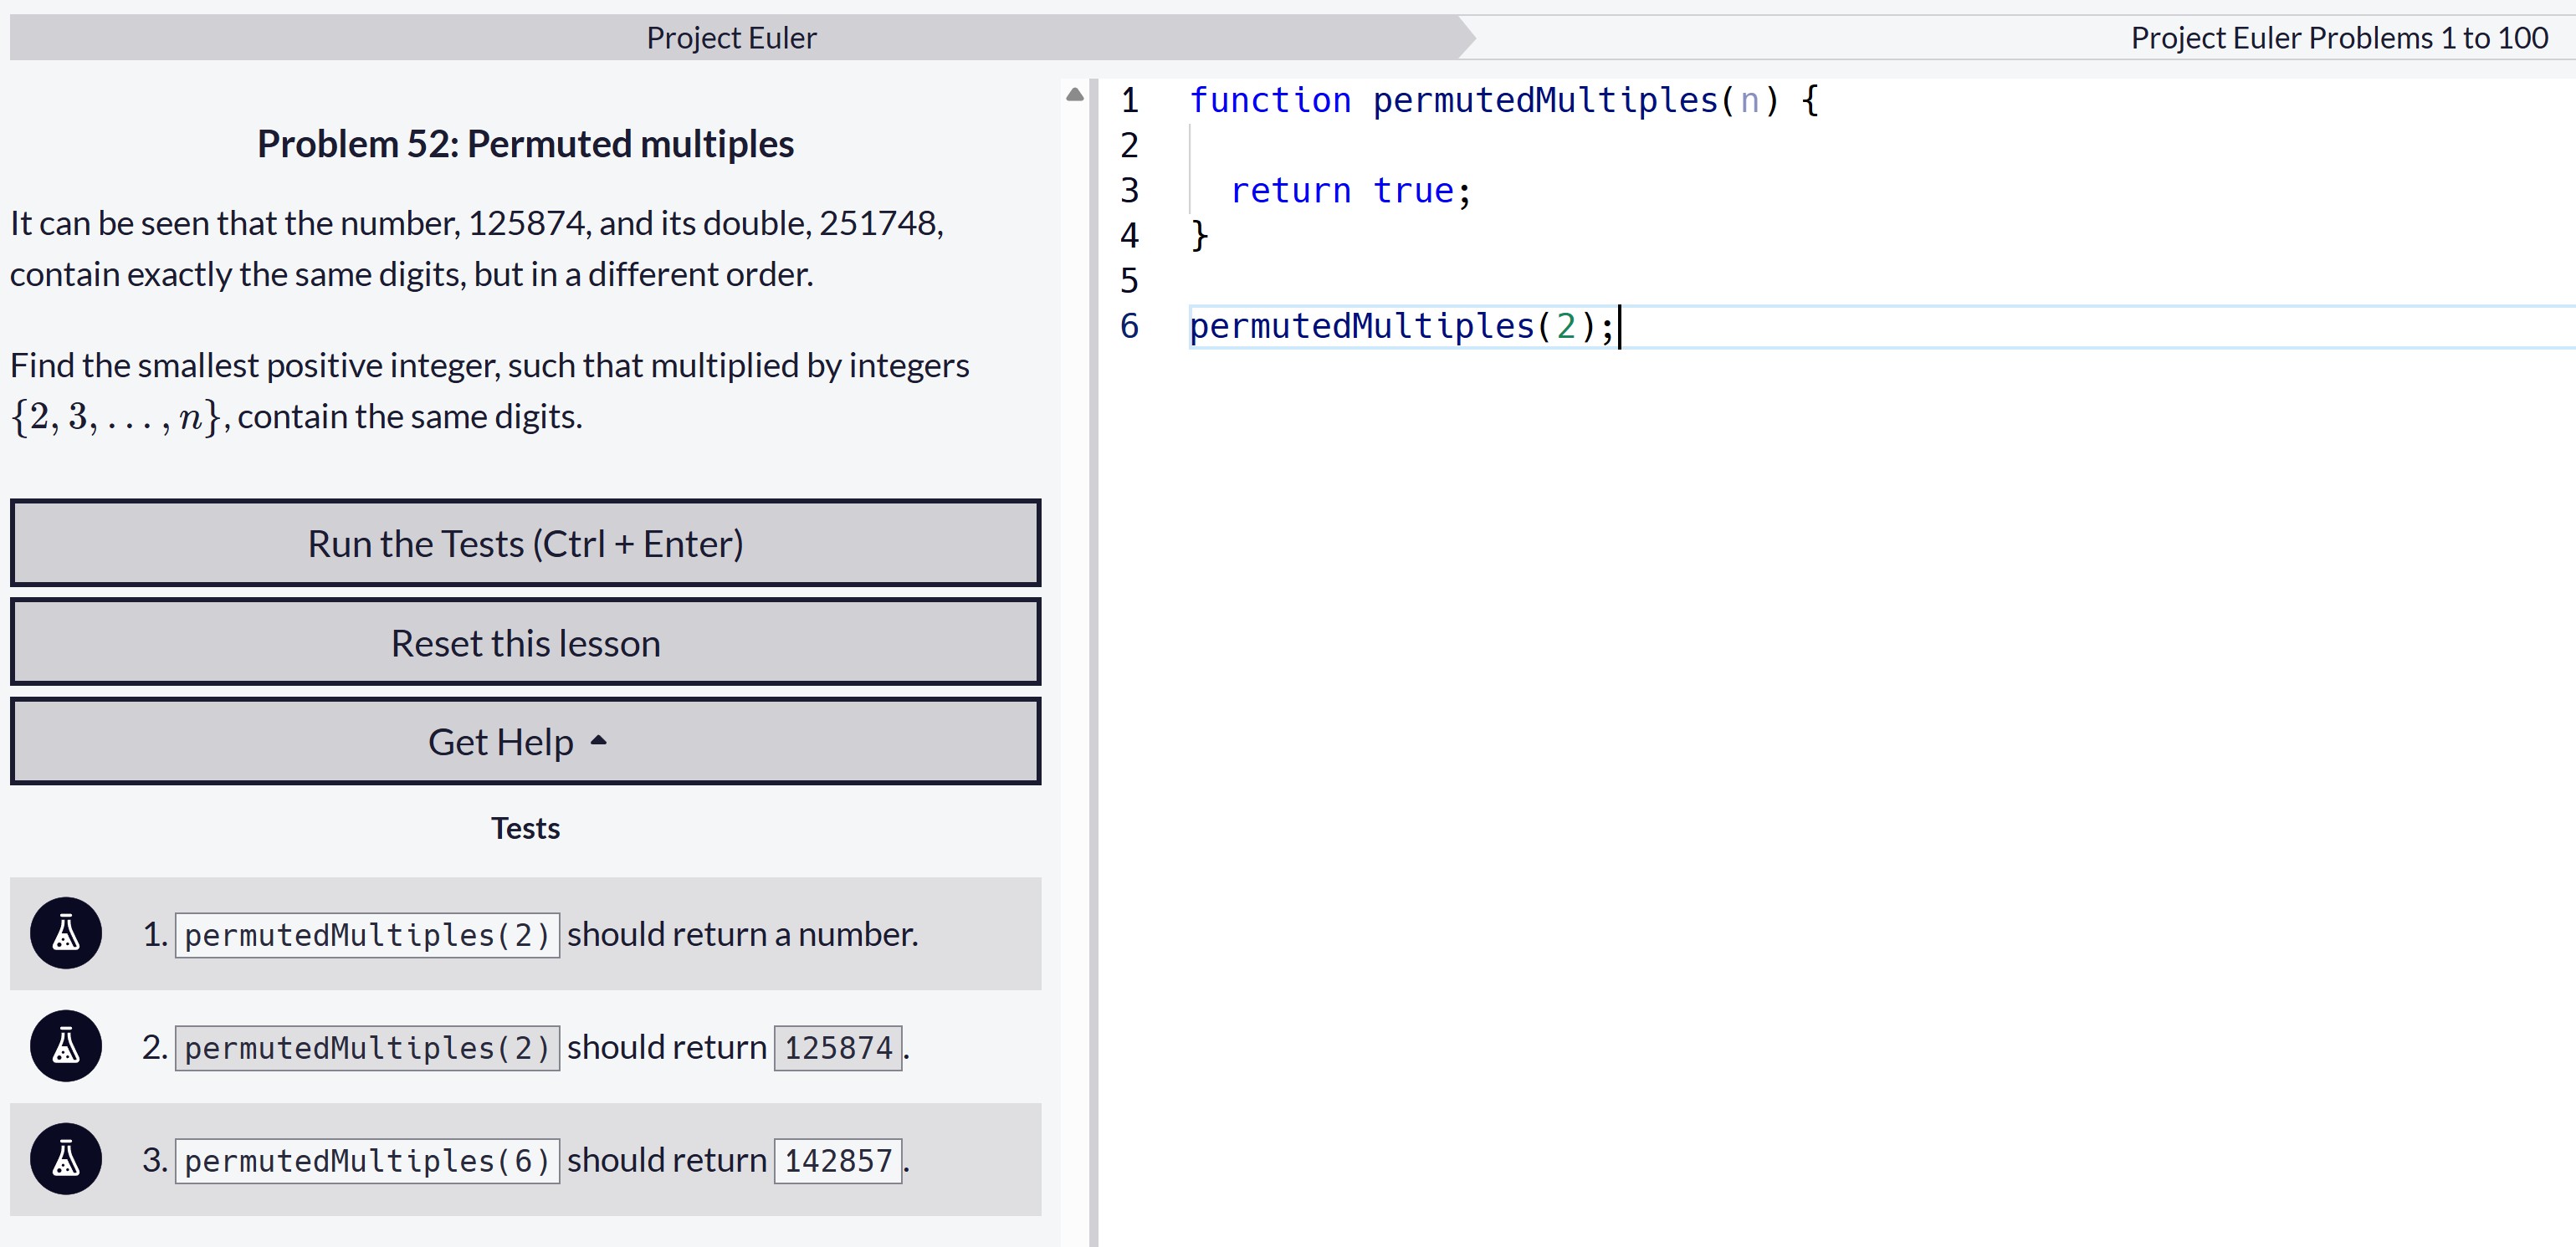 Project Euler
Project Euler Problems 1 to 100
Problem 52: Permuted multiples
It can be seen that the number, 125874, and its double, 251748,
contain exactly the same digits, but in a different order.
Find the smallest positive integer, such that multiplied by integers
{2, 3, . . . , n}, contain the same digits.
Run the Tests (Ctrl + Enter)
Reset this lesson
Get Help
Tests
1. permutedMultiples(2) should return a number.
2. permutedMultiples(2) should return 125874.
3. permutedMultiples(6) should return 142857.
1 function permutedMultiples(n) {
2
3   return true;
4 }
5
6 permutedMultiples(2);